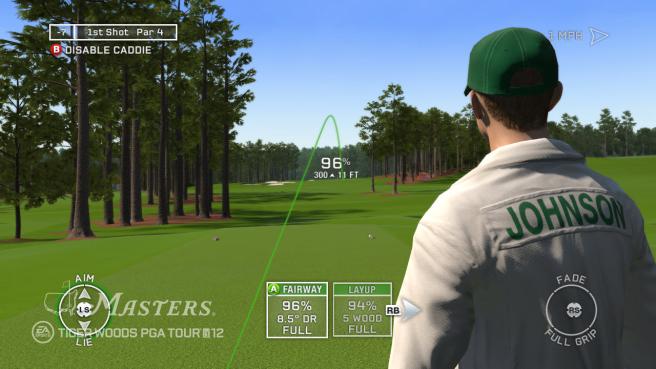 -7 1st Shot Par 4
B DISABLE CADDIE
1 MPH
96%
300 ▲ 11 FT
JOHNSON
AIM
LS
LIE
MASTERS®
EA TIGER WOODS PGA TOUR 12
A FAIRWAY
96%
8.5° DR
FULL
LAYUP
94%
5 WOOD
FULL
RB
FADE
RS
FULL GRIP